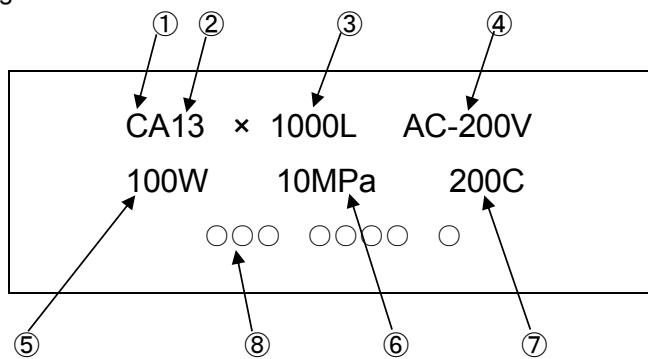 ① ② ③ ④
CA13 × 1000L AC-200V
100W 10MPa 200C
○○○ ○○○○ ○
⑤ ⑧ ⑥ ⑦